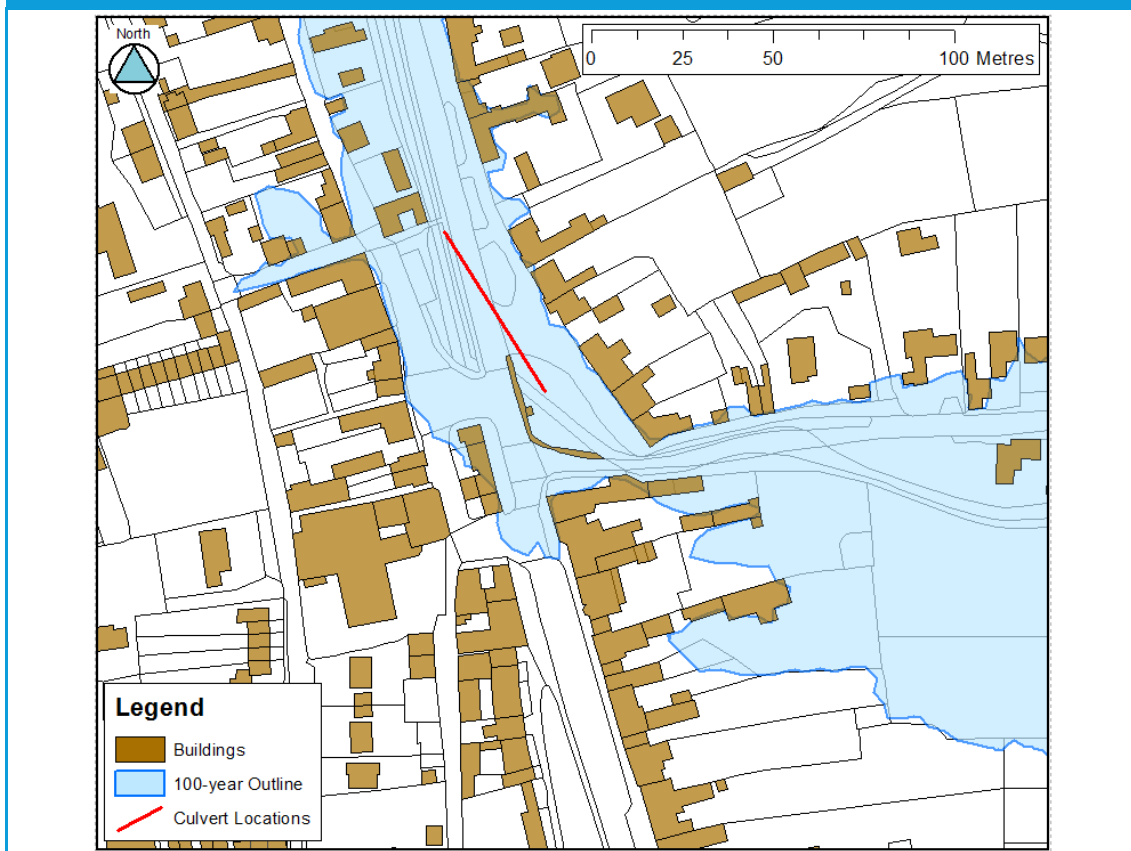 North
0 25 50 100 Metres
Legend
Buildings
100-year Outline
Culvert Locations